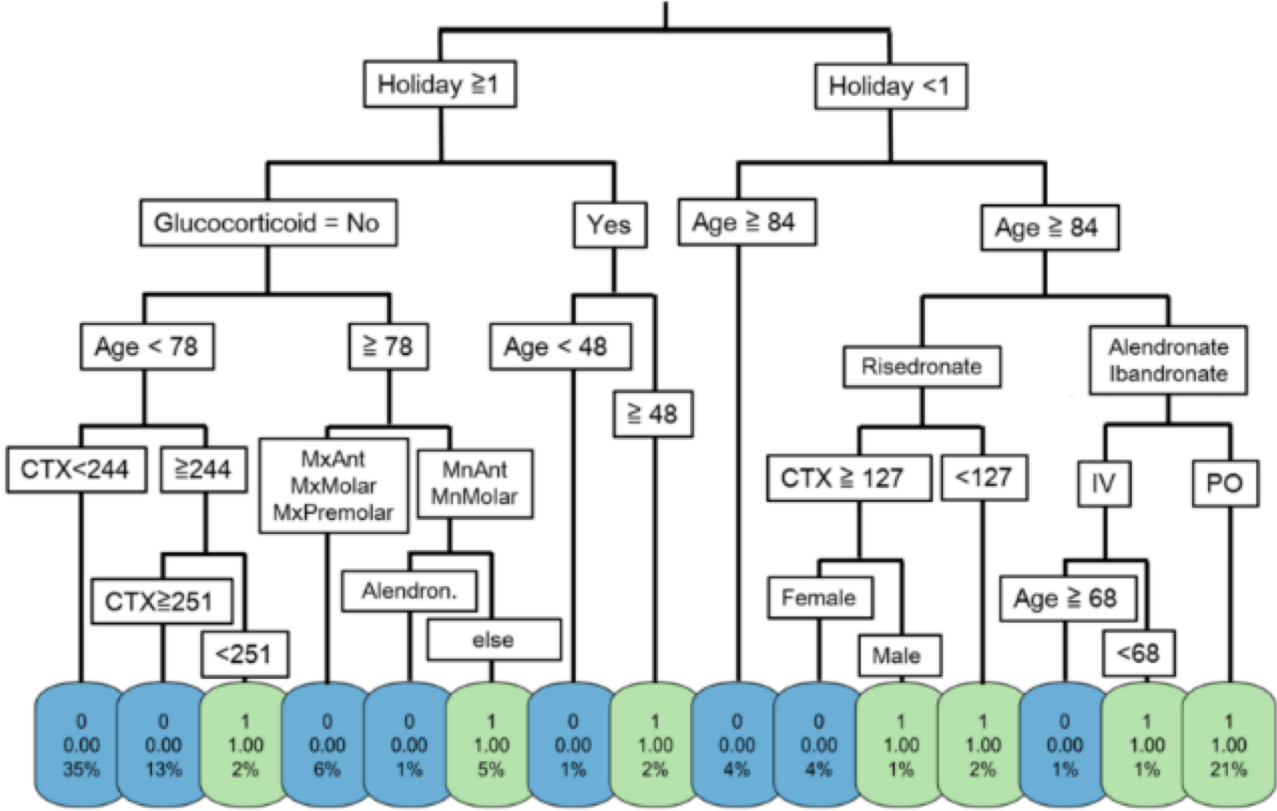 Holiday ≧1
Holiday <1
Glucocorticoid = No
Yes
Age ≧ 84
Age ≧ 84
Age < 78
≧ 78
Age < 48
≧ 48
Risedronate
Alendronate
Ibandronate
CTX<244
≧244
MxAnt
MxMolar
MxPremolar
MnAnt
MnMolar
CTX ≧ 127
<127
IV
PO
CTX≧251
<251
Alendron.
else
Female
Male
Age ≧ 68
<68
0
0.00
35%
0
0.00
13%
1
1.00
2%
0
0.00
6%
0
0.00
1%
1
1.00
5%
0
0.00
1%
1
1.00
2%
0
0.00
4%
0
0.00
4%
1
1.00
1%
1
1.00
2%
0
0.00
1%
1
1.00
1%
1
1.00
21%